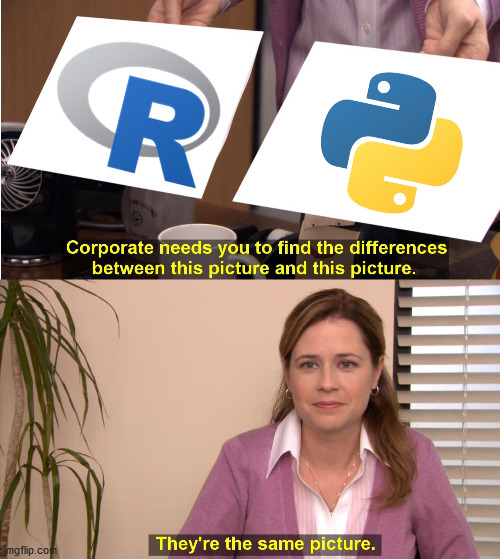 R
Corporate needs you to find the differences
between this picture and this picture.
They're the same picture.
mgflip.com